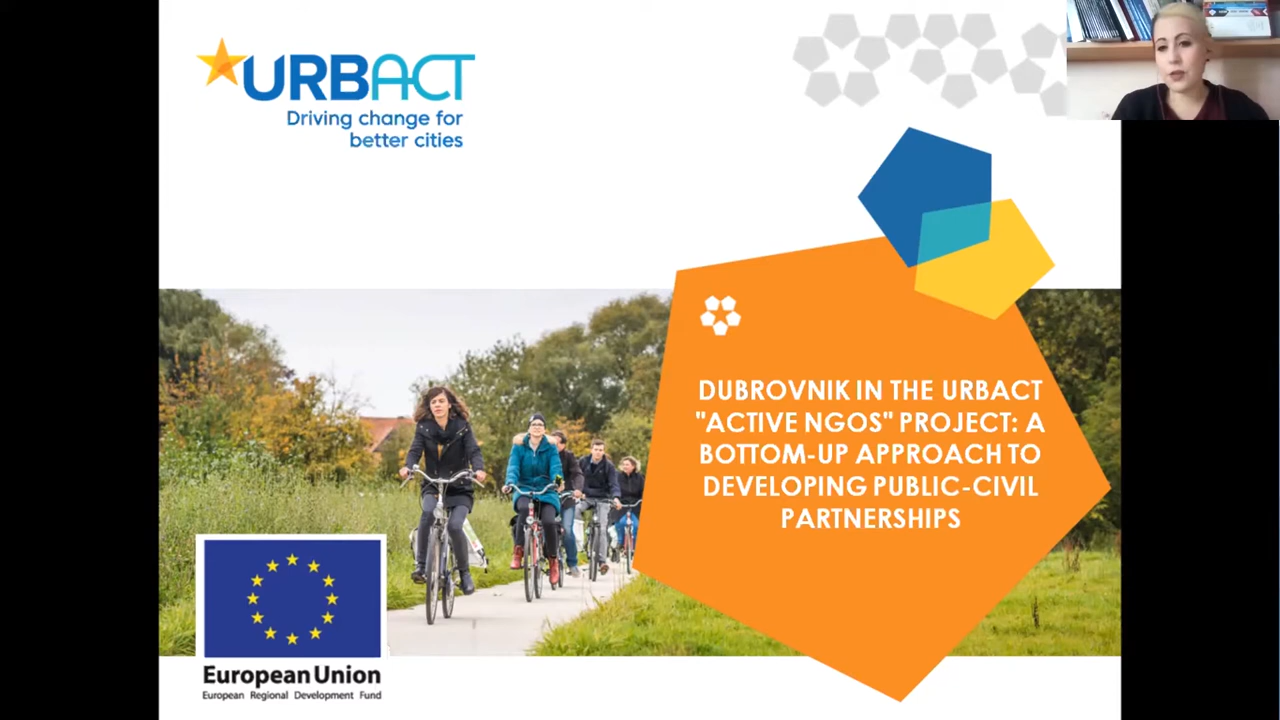 URBACT
Driving change for
better cities
DUBROVNIK IN THE URBACT
"ACTIVE NGOS" PROJECT: A
BOTTOM-UP APPROACH TO
DEVELOPING PUBLIC-CIVIL
PARTNERSHIPS
European Union
European Regional Development Fund